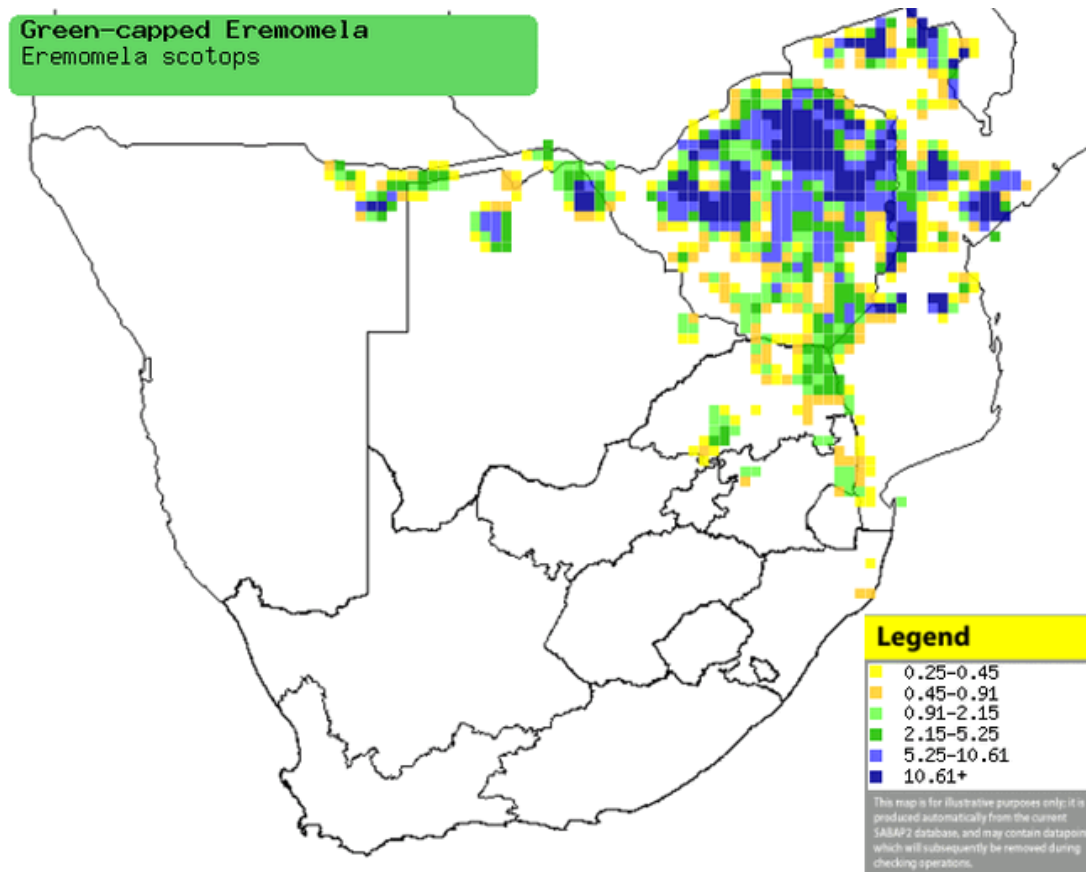 Green-capped Eremomela
Eremomela scotops
Legend
0.25-0.45
0.45-0.91
0.91-2.15
2.15-5.25
5.25-10.61
10.61+
This map is for illustrative purposes only; it is
produced automatically from the current
SABAP2 database, and may contain datapoin
which will subsequently be removed during
checking operations.